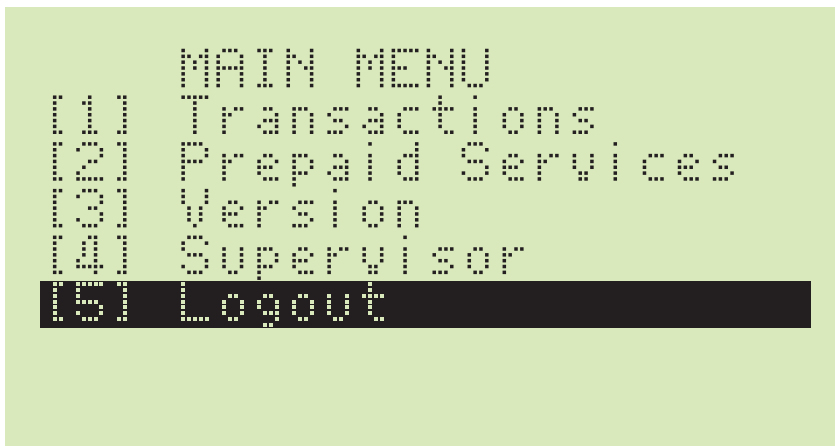 MAIN MENU
[1] Transactions
[2] Prepaid Services
[3] Version
[4] Supervisor
[5] Logout